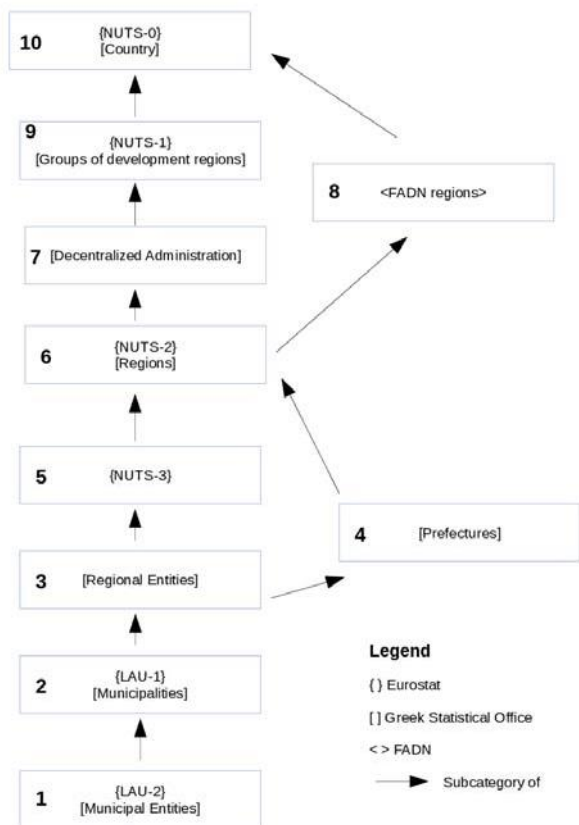 10
{NUTS-0}
[Country]
9
{NUTS-1}
[Groups of development regions]
8
<FADN regions>
7
[Decentralized Administration]
6
{NUTS-2}
[Regions]
5
{NUTS-3}
4
[Prefectures]
3
[Regional Entities]
2
{LAU-1}
[Municipalities]
1
{LAU-2}
[Municipal Entities]
Legend
{ } Eurostat
[ ] Greek Statistical Office
< > FADN
Subcategory of